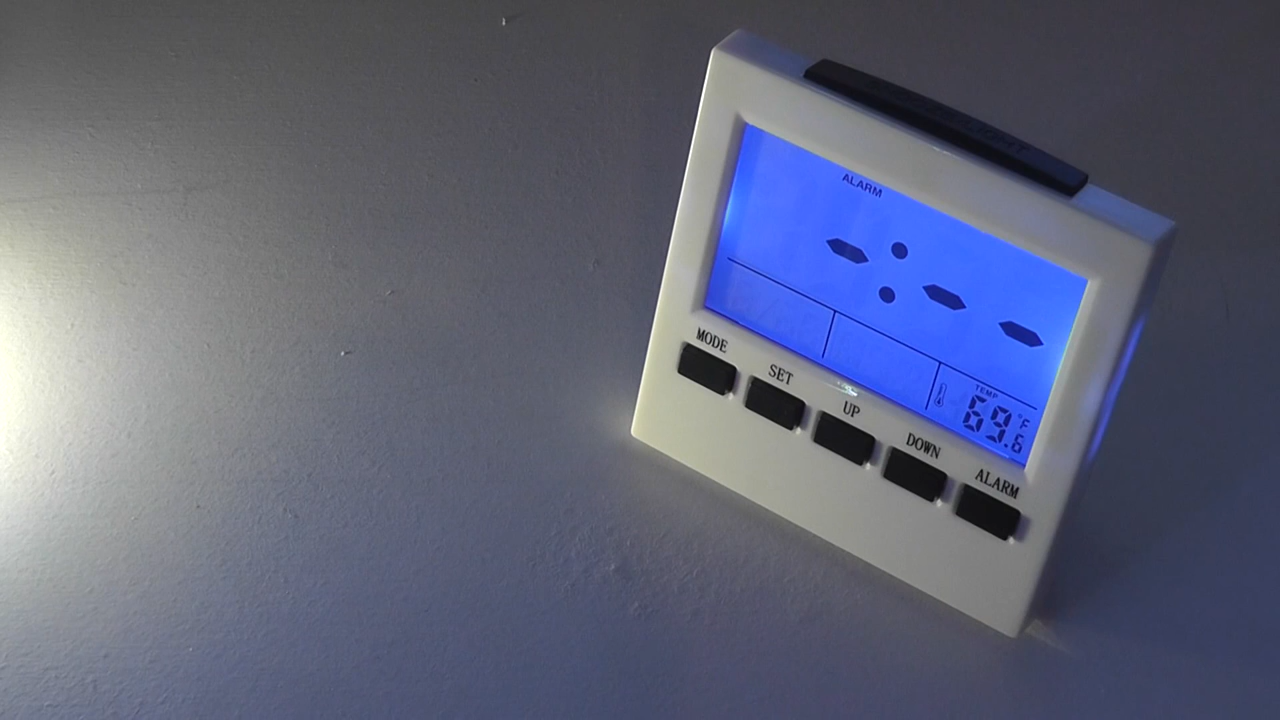 ALARM
-:--
TEMP
69.6 °F
MODE
SET
UP
DOWN
ALARM